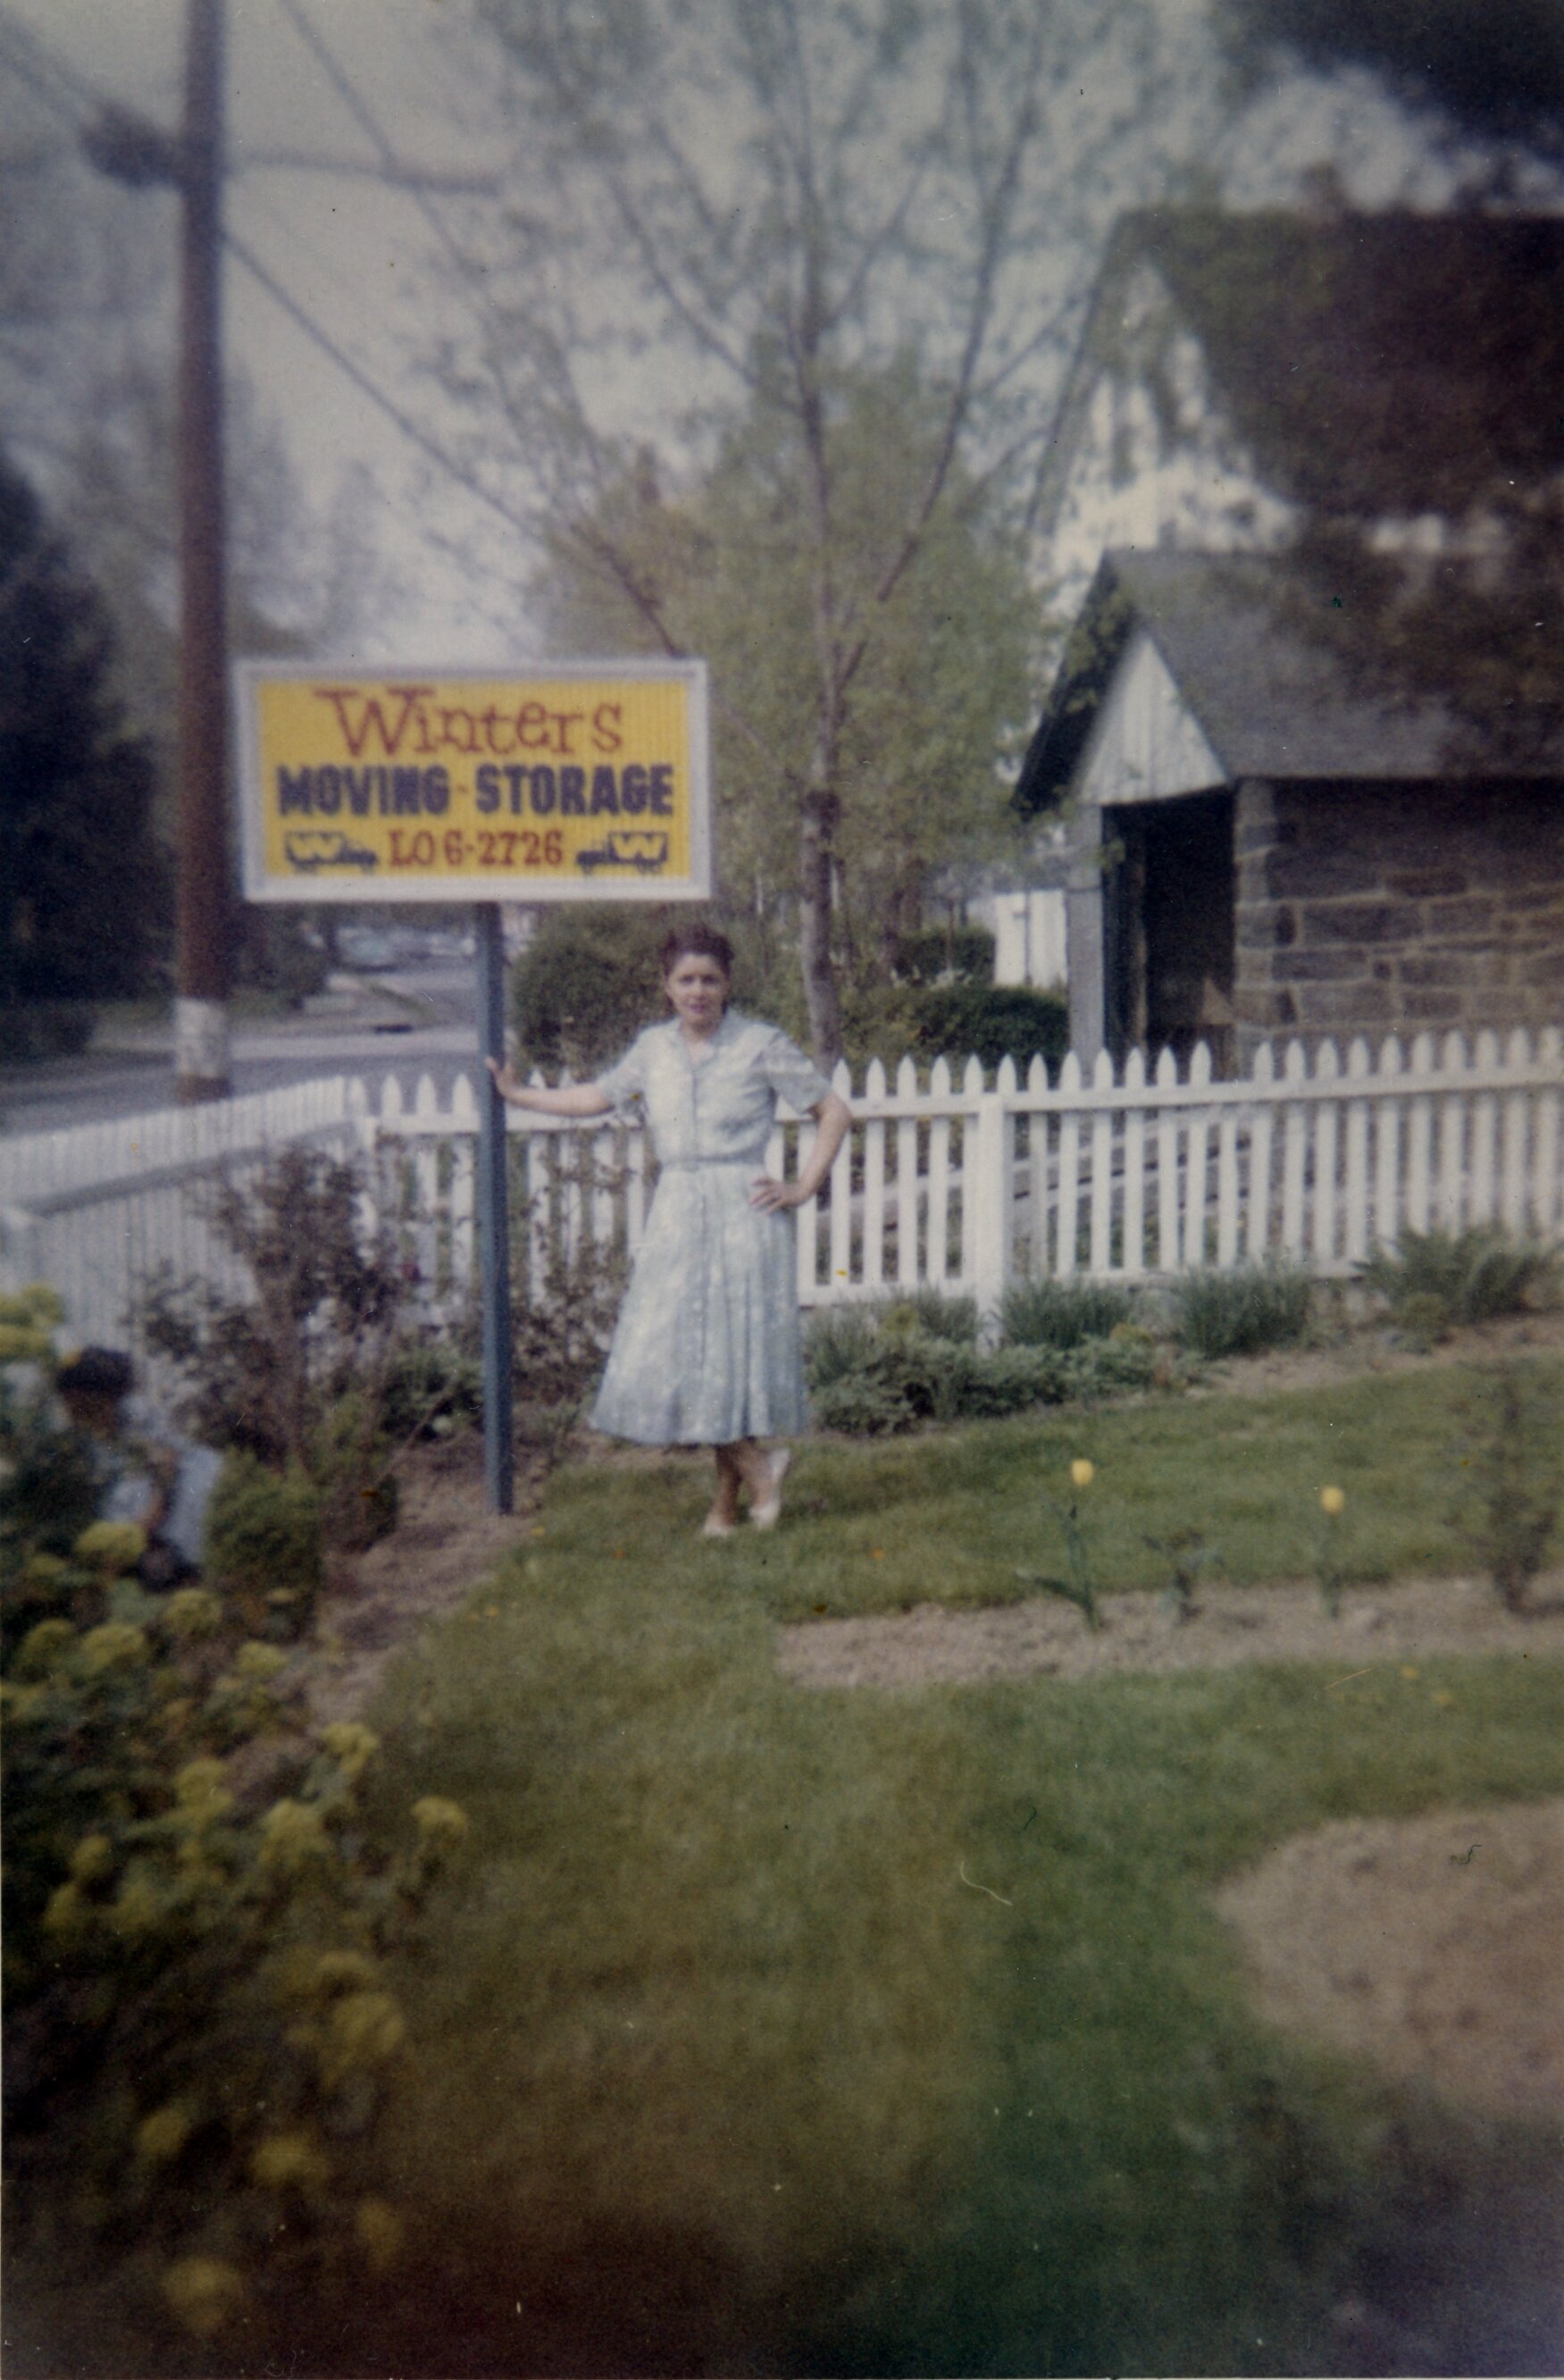 Winters
MOVING-STORAGE
W LO 6-2726 W